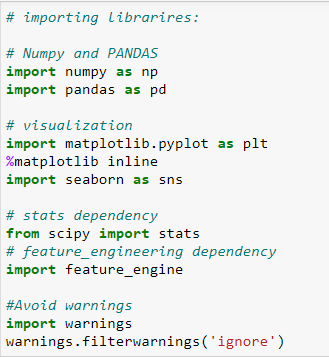 # importing Librarires:
# Numpy and PANDAS
import numpy as np
import pandas as pd
# visualization
import matplotlib.pyplot as plt
%matplotlib inline
import seaborn as sns
# stats dependency
from scipy import stats
# feature_engineering dependency
import feature_engine
#Avoid warnings
import warnings
warnings.filterwarnings('ignore')